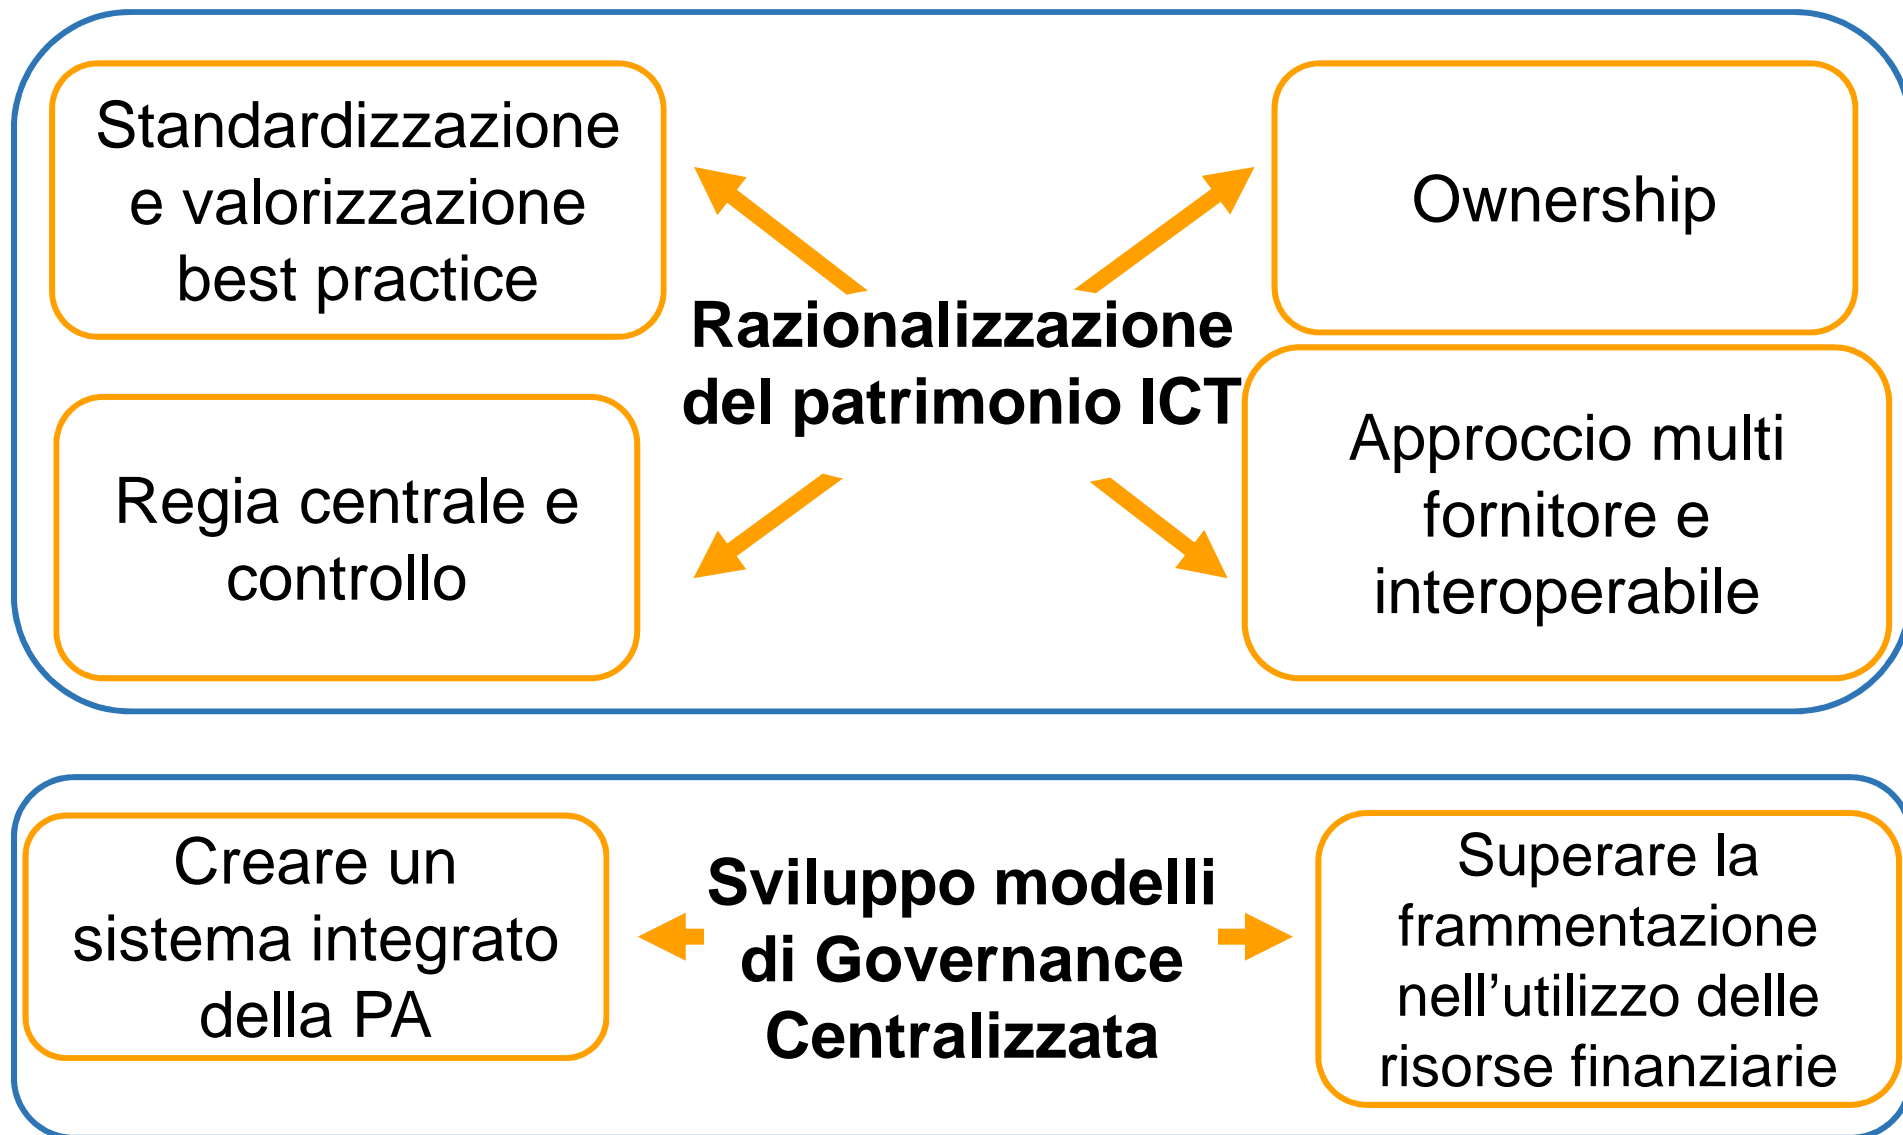 Standardizzazione
e valorizzazione
best practice
Ownership
Razionalizzazione
del patrimonio ICT
Regia centrale e
controllo
Approccio multi
fornitore e
interoperabile
Creare un
sistema integrato
della PA
Sviluppo modelli
di Governance
Centralizzata
Superare la
frammentazione
nell’utilizzo delle
risorse finanziarie